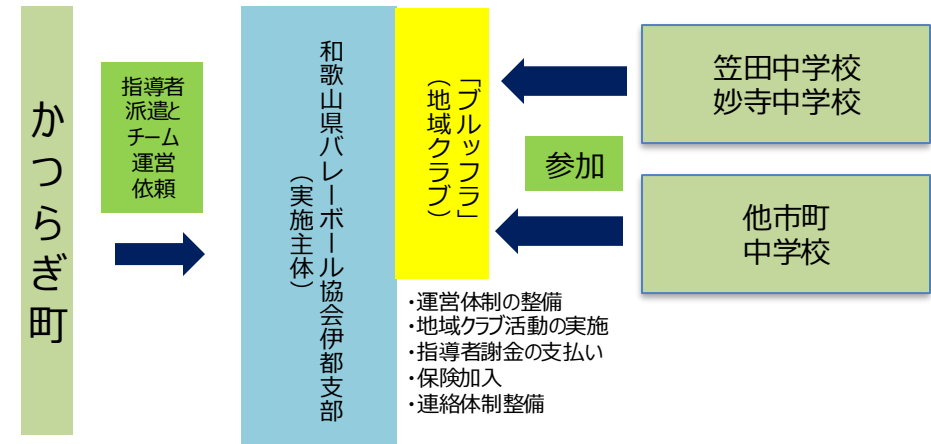 かつらぎ町
指導者
派遣と
チーム
運営
依頼
和歌山県バレーボール協会伊都支部
（実施主体）
「ブルッフラ」
（地域クラブ）
・運営体制の整備
・地域クラブ活動の実施
・指導者謝金の支払い
・保険加入
・連絡体制整備
参加
笠田中学校
妙寺中学校
他市町
中学校